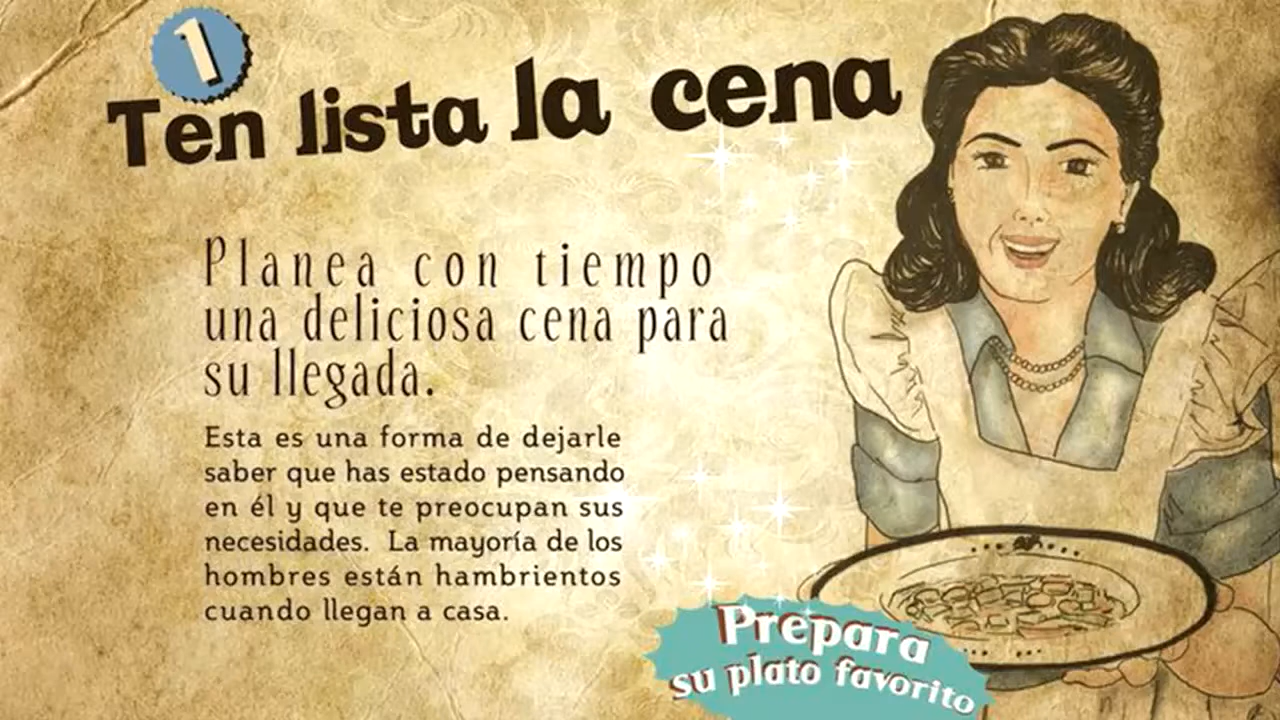 1
Ten lista la cena
Planea con tiempo
una deliciosa cena para
su llegada.
Esta es una forma de dejarle
saber que has estado pensando
en él y que te preocupan sus
necesidades. La mayoría de los
hombres están hambrientos
cuando llegan a casa.
Prepara
su plato favorito